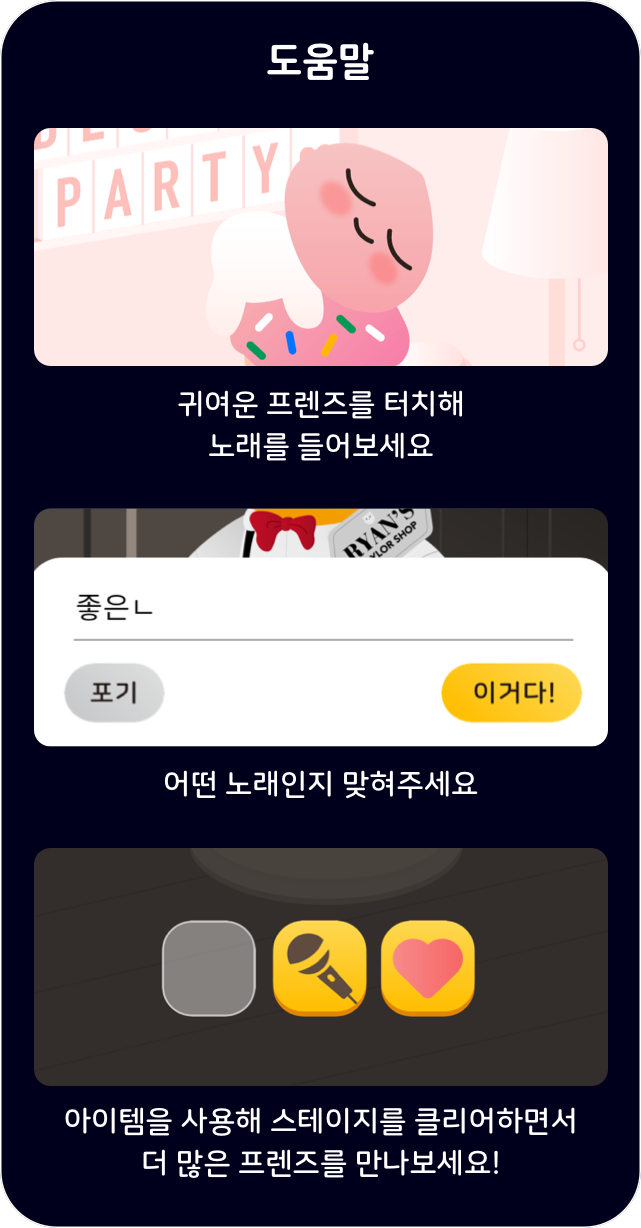 도움말
PARTY
귀여운 프렌즈를 터치해
노래를 들어보세요
RYAN'S
좋은ㄴ
포기
이거다!
어떤 노래인지 맞혀주세요
아이템을 사용해 스테이지를 클리어하면서
더 많은 프렌즈를 만나보세요!